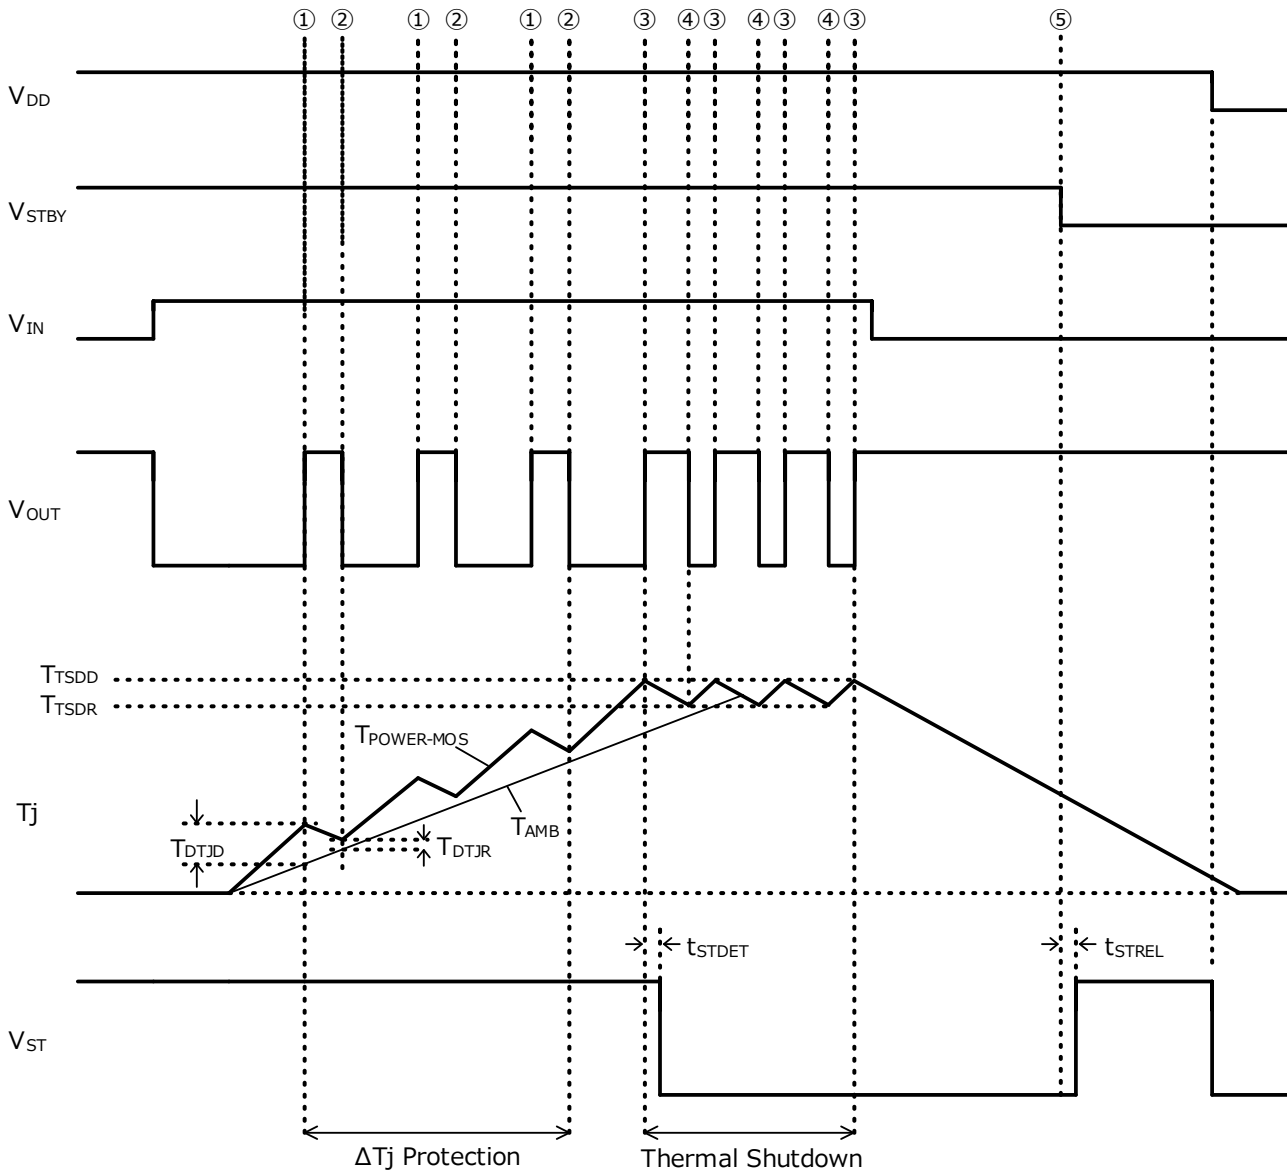 ① ② ① ② ① ② ③ ④ ③ ④ ③ ④ ③ ⑤
VDD
VSTBY
VIN
VOUT
TTSDD
TTSDR
TPOWER-MOS
Tj
TAMB
TDTJD
TDTJR
tSTDET
tSTREL
VST
ΔTj Protection
Thermal Shutdown